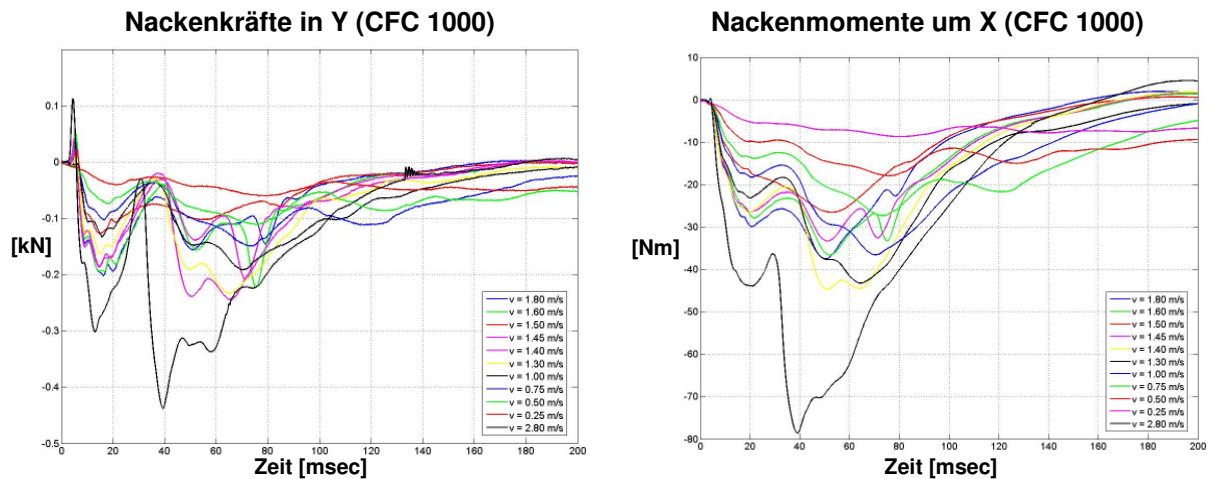 Nackenkräfte in Y (CFC 1000)
0.1
0
-0.1
-0.2
-0.3
-0.4
-0.5
[kN]
0 20 40 60 80 100 120 140 160 180 200
Zeit [msec]
v = 1.80 m/s
v = 1.60 m/s
v = 1.50 m/s
v = 1.45 m/s
v = 1.40 m/s
v = 1.30 m/s
v = 1.00 m/s
v = 0.75 m/s
v = 0.50 m/s
v = 0.25 m/s
v = 2.80 m/s
Nackenmomente um X (CFC 1000)
10
0
-10
-20
-30
-40
-50
-60
-70
-80
[Nm]
0 20 40 60 80 100 120 140 160 180 200
Zeit [msec]
v = 1.80 m/s
v = 1.60 m/s
v = 1.50 m/s
v = 1.45 m/s
v = 1.40 m/s
v = 1.30 m/s
v = 1.00 m/s
v = 0.75 m/s
v = 0.50 m/s
v = 0.25 m/s
v = 2.80 m/s